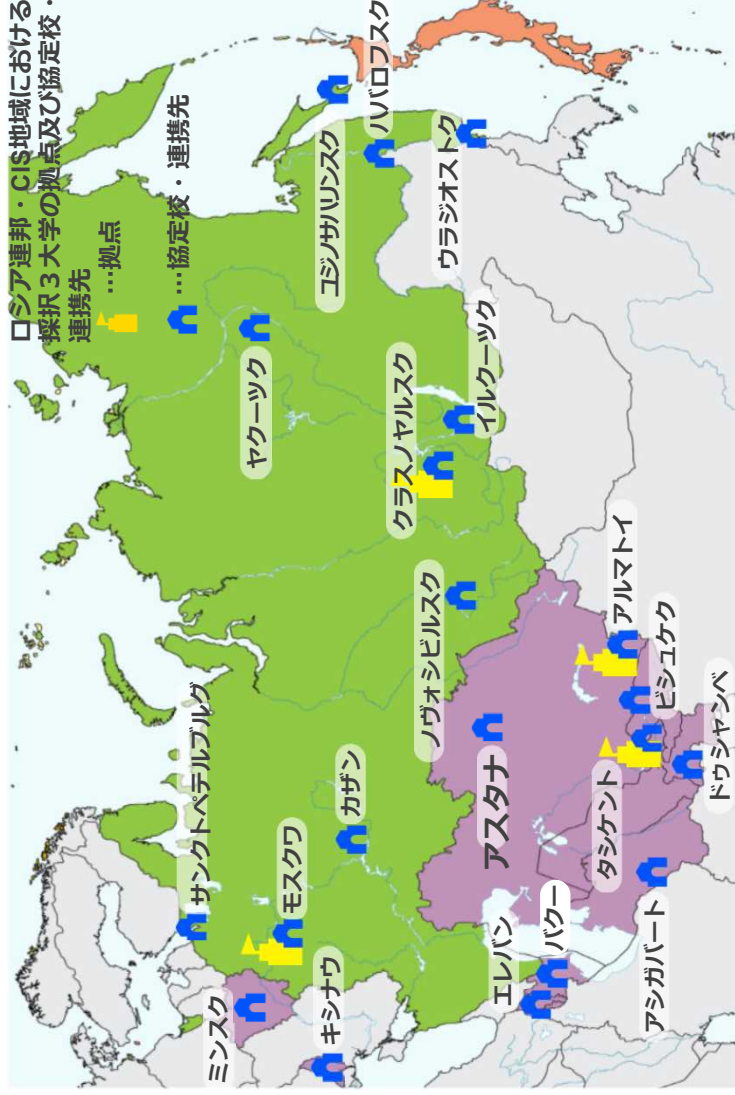 ロシア連邦・CIS地域における
採択3大学の拠点及び協定校・
連携先
…拠点
…協定校・連携先
サンクトペテルブルグ
モスクワ
ミンスク
キシナウ
カザン
ヤクーツク
ユジノサハリンスク
ハバロフスク
ウラジオストク
クラスノヤルスク
イルクーツク
ノヴォシビルスク
アスタナ
エレバン
バクー
タシケント
アルマトイ
ビシュケク
ドゥシャンベ
アシガバート